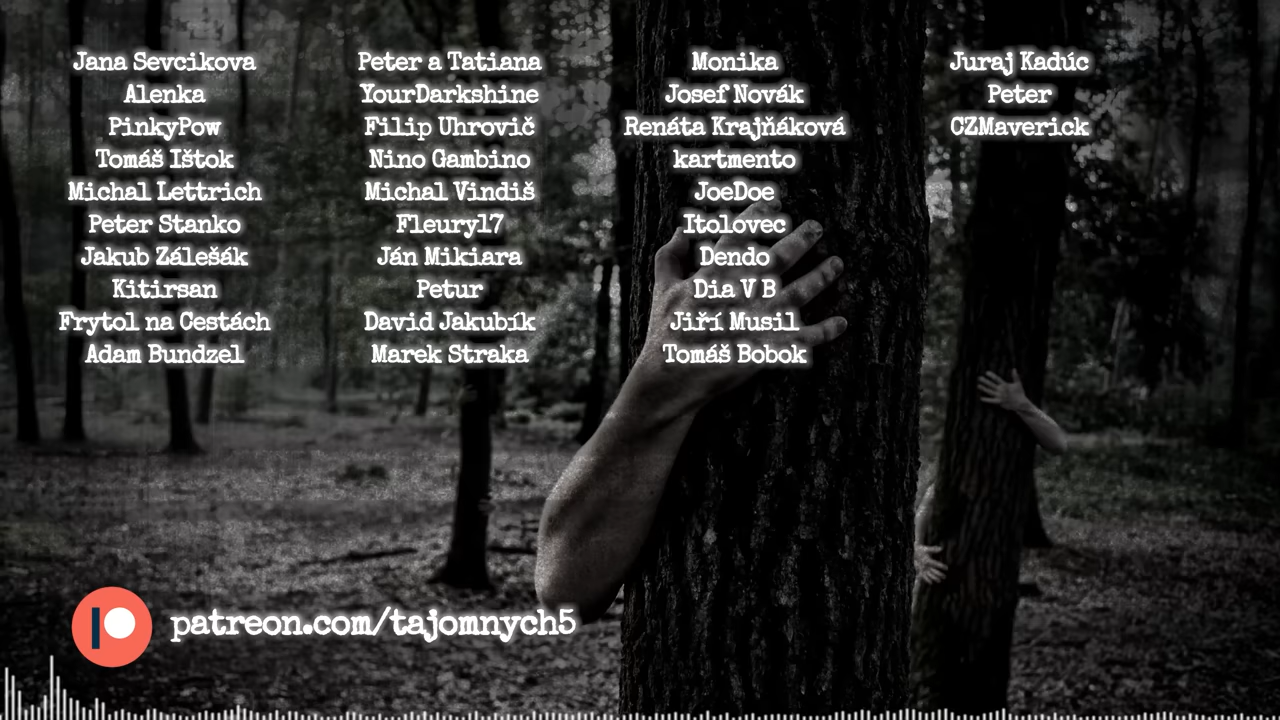 Jana Sevcikova
Alenka
PinkyPow
Tomáš Ištok
Michal Lettrich
Peter Stanko
Jakub Zálešák
Kitirsan
Frytol na Cestách
Adam Bundzel
Peter a Tatiana
YourDarkshine
Filip Uhrovič
Nino Gambino
Michal Vindiš
Fleury17
Ján Mikiara
Petur
David Jakubík
Marek Straka
Monika
Josef Novák
Renáta Krajňáková
kartmento
JoeDoe
Itolovec
Dendo
Dia V B
Jiří Musil
Tomáš Bobok
Juraj Kadúc
Peter
CZMaverick
patreon.com/tajomnych5